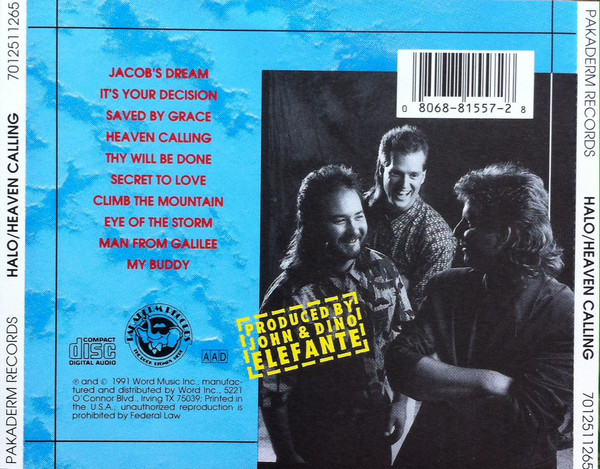 PAKADERM RECORDS
HALO/HEAVEN CALLING
7012511265
JACOB'S DREAM
IT'S YOUR DECISION
SAVED BY GRACE
HEAVEN CALLING
THY WILL BE DONE
SECRET TO LOVE
CLIMB THE MOUNTAIN
EYE OF THE STORM
MAN FROM GALILEE
MY BUDDY
0 8068-81557-2 8
PRODUCED BY
JOHN & DINO
ELEFANTE
COMPACT
disc
DIGITAL AUDIO
PAKADERM RECORDS
AAD
℗ and © 1991 Word Music Inc., manufac-
tured and distributed by Word Inc., 5221
O'Connor Blvd., Irving TX 75039; Printed in
the U.S.A.; unauthorized reproduction is
prohibited by Federal Law
PAKADERM RECORDS
HALO/HEAVEN CALLING
7012511265